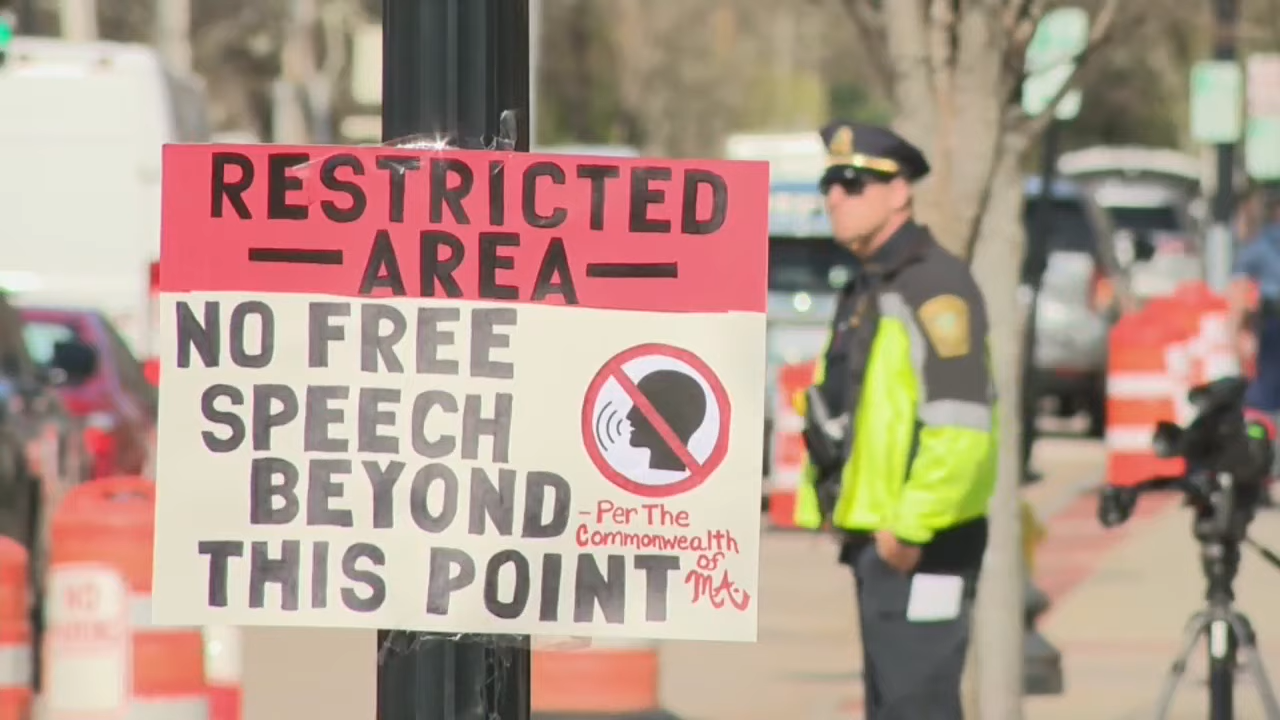 RESTRICTED
— AREA —
NO FREE
SPEECH
BEYOND
THIS POINT
- Per The
Commonwealth
of
MA.